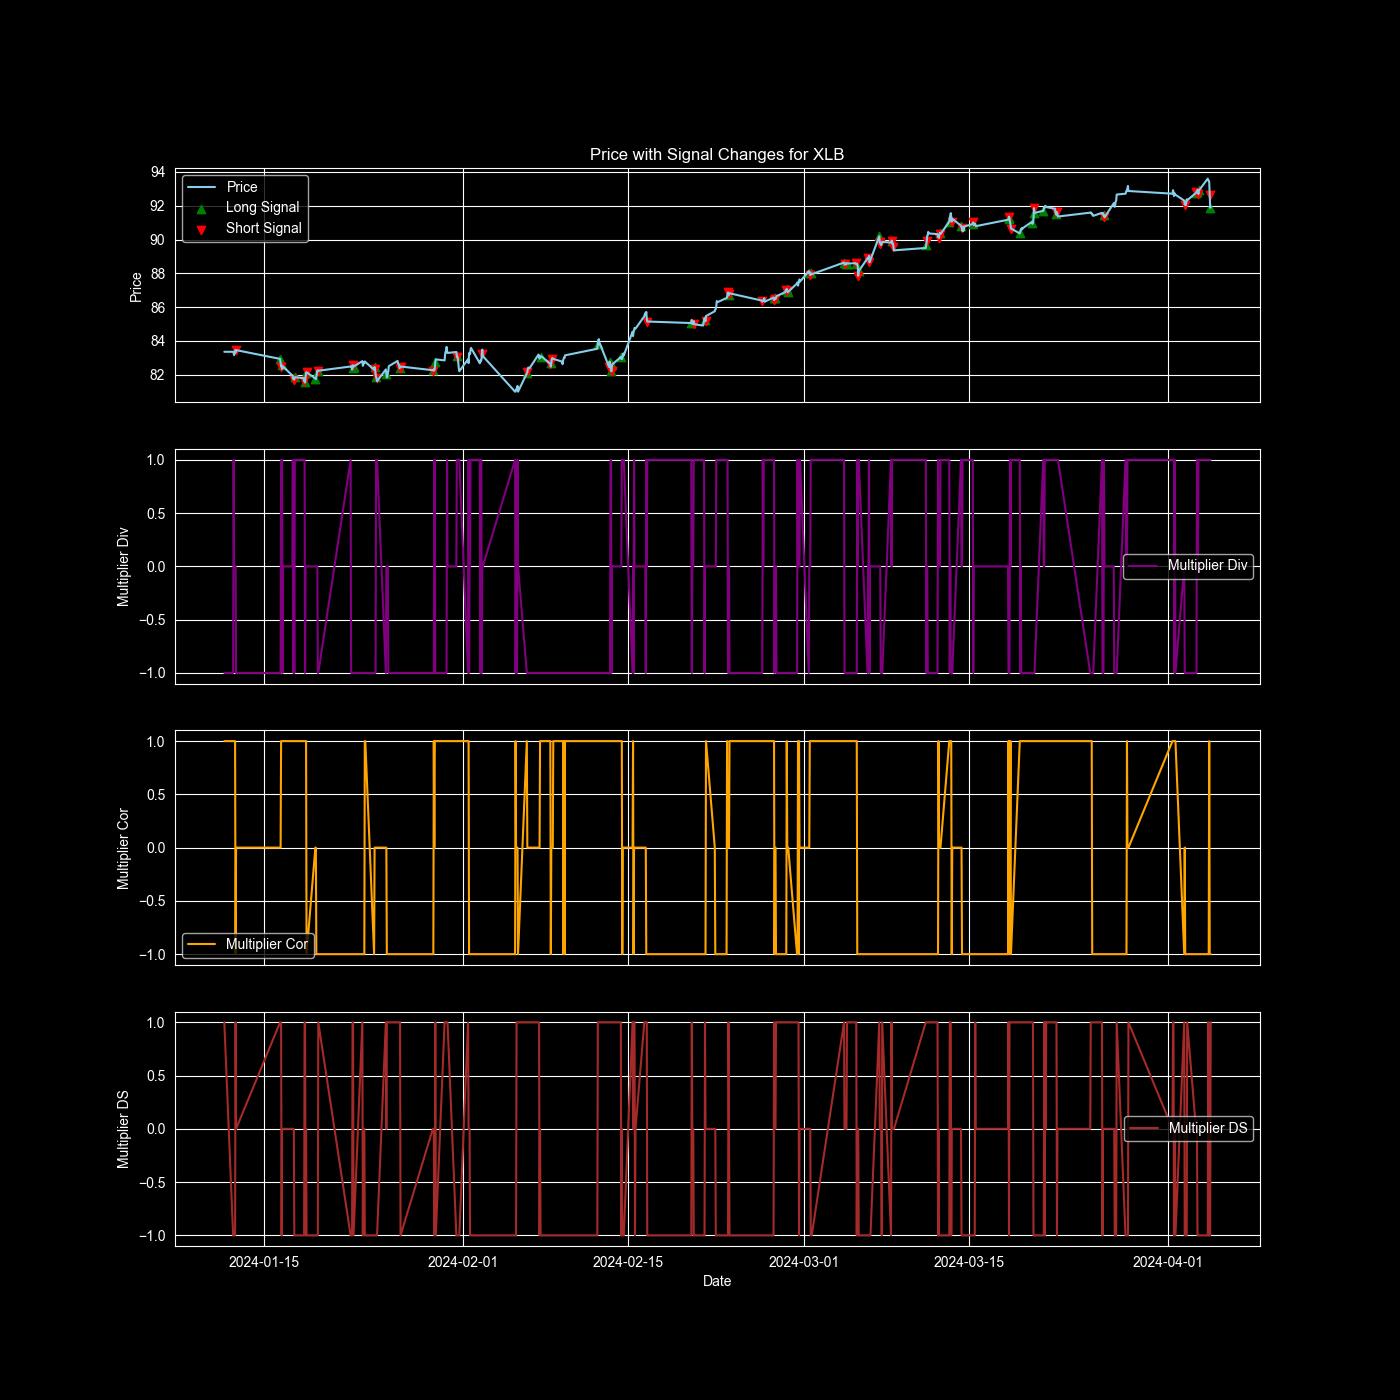 Price with Signal Changes for XLB
94
92
90
88
86
84
82
Price
Price
Long Signal
Short Signal
1.0
0.5
0.0
−0.5
−1.0
Multiplier Div
Multiplier Div
1.0
0.5
0.0
−0.5
−1.0
Multiplier Cor
Multiplier Cor
1.0
0.5
0.0
−0.5
−1.0
Multiplier DS
Multiplier DS
2024-01-15 2024-02-01 2024-02-15 2024-03-01 2024-03-15 2024-04-01
Date